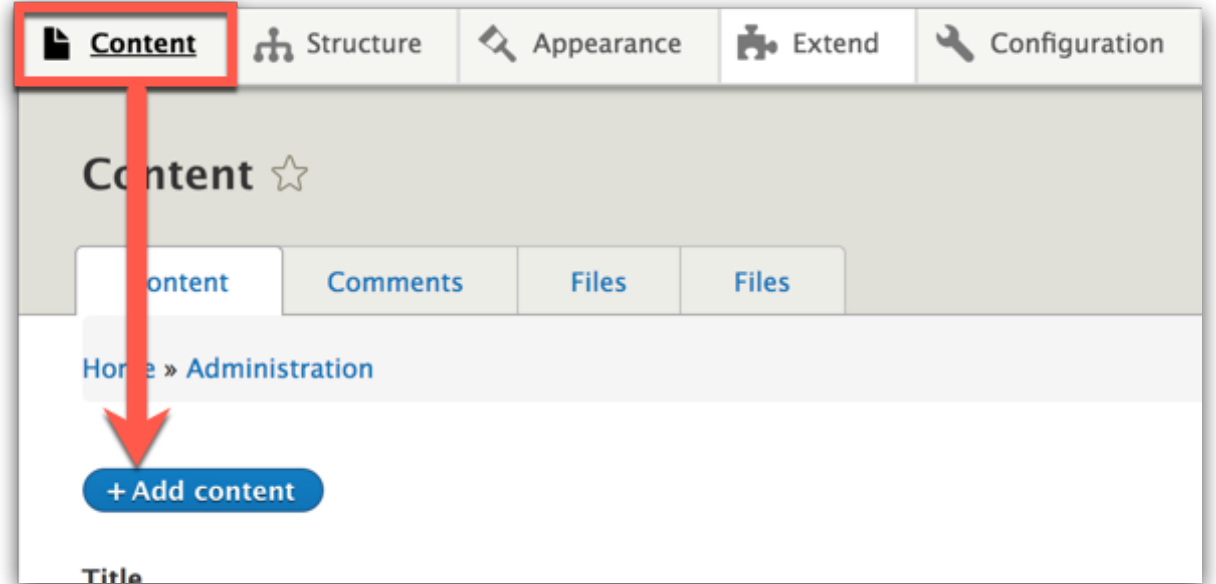 Content Structure Appearance Extend Configuration
Content
Content Comments Files Files
Home » Administration
+ Add content
Title